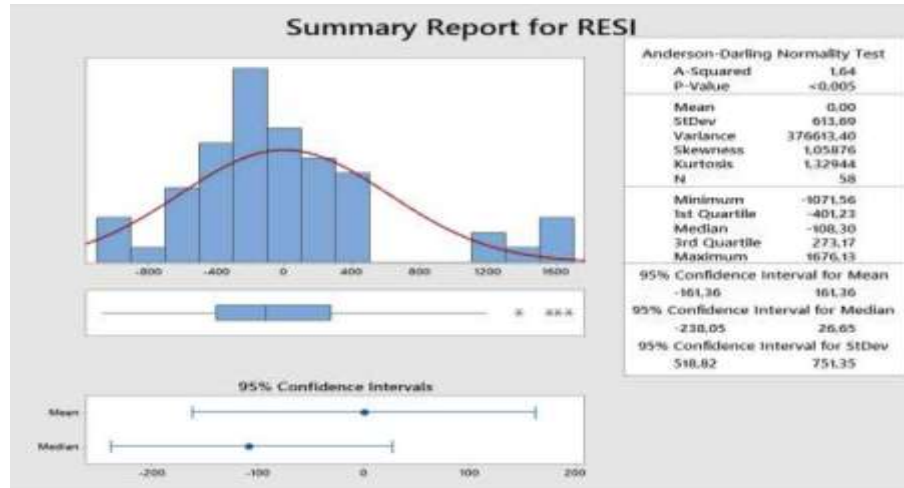 Summary Report for RESI
Anderson-Darling Normality Test
A-Squared 1,64
P-Value <0,005
Mean 0,00
StDev 613,69
Variance 376613,40
Skewness 1,05876
Kurtosis 1,32944
N 58
Minimum -1071,56
1st Quartile -401,23
Median -108,30
3rd Quartile 273,17
Maximum 1676,13
95% Confidence Interval for Mean
-161,36 161,36
95% Confidence Interval for Median
-238,05 26,65
95% Confidence Interval for StDev
518,82 751,35
-800 -400 0 400 1200 1600
95% Confidence Intervals
Mean
Median
-200 -100 0 100 200